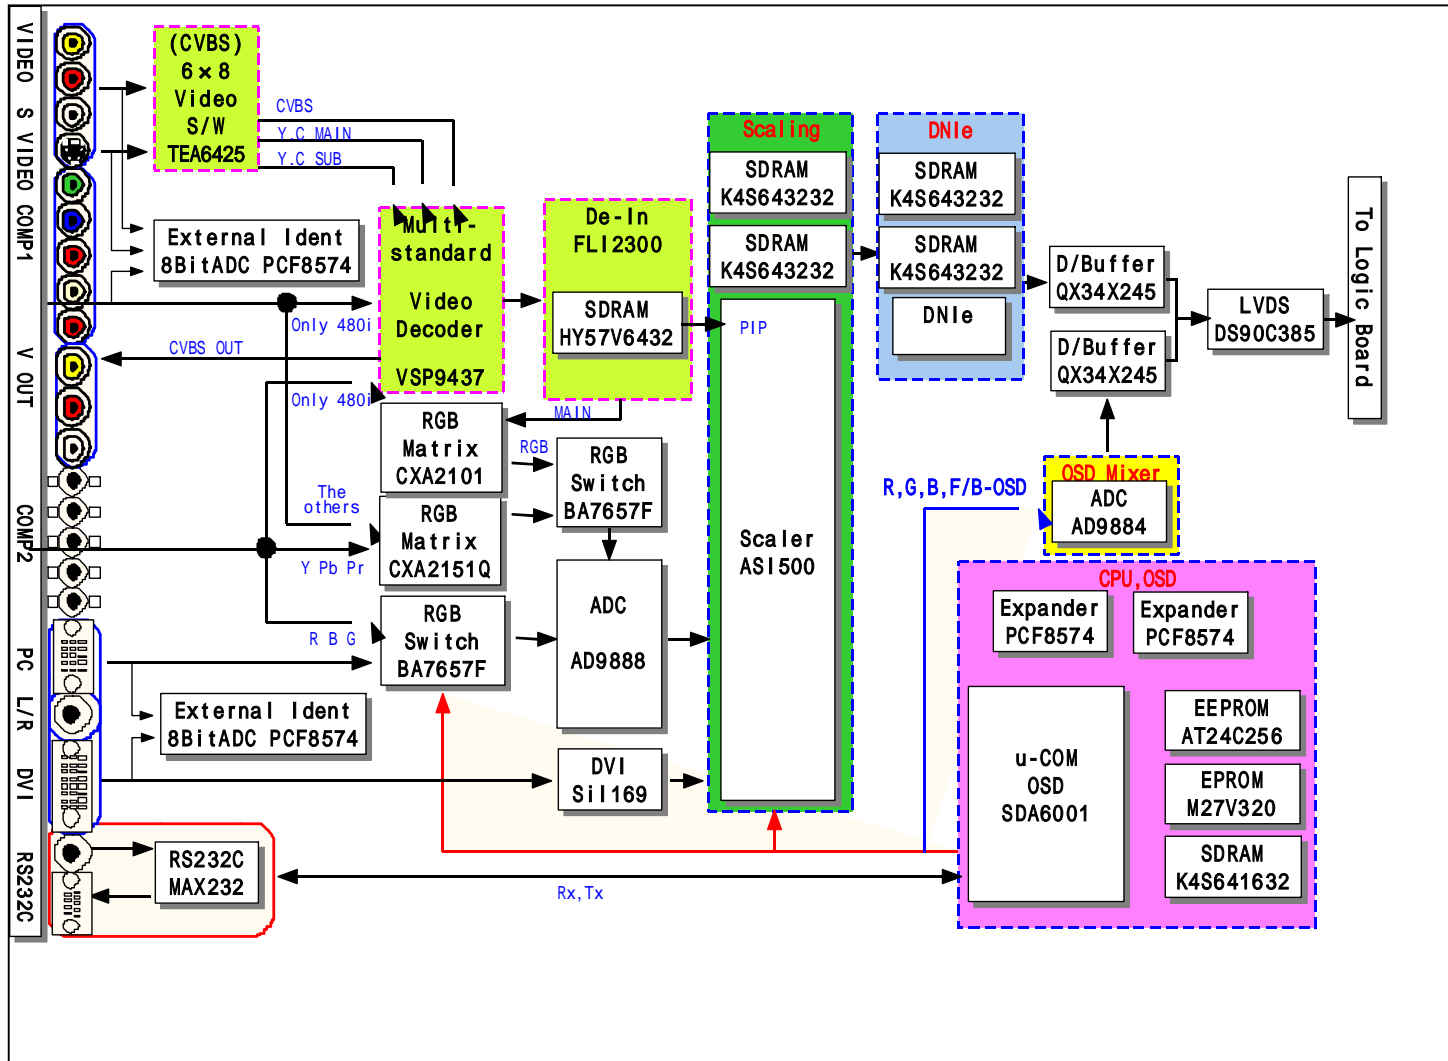 VIDEO
S VIDEO
COMP1
V OUT
COMP2
PC
L/R
DVI
RS232C
(CVBS)
6×8
Video
S/W
TEA6425
CVBS
Y.C MAIN
Y.C SUB
External Ident
8BitADC PCF8574
Only 480i
CVBS OUT
Only 480i
Multi-
standard
Video
Decoder
VSP9437
De-In
FLI2300
SDRAM
HY57V6432
PIP
MAIN
RGB
Matrix
CXA2101
RGB
RGB
Switch
BA7657F
The
others
RGB
Matrix
CXA2151Q
Y Pb Pr
RGB
Switch
BA7657F
R B G
ADC
AD9888
External Ident
8BitADC PCF8574
DVI
SiI169
RS232C
MAX232
Rx,Tx
Scaling
SDRAM
K4S643232
SDRAM
K4S643232
Scaler
ASI500
DNIe
SDRAM
K4S643232
SDRAM
K4S643232
DNIe
D/Buffer
QX34X245
D/Buffer
QX34X245
LVDS
DS90C385
To Logic Board
R,G,B,F/B-OSD
OSD Mixer
ADC
AD9884
CPU,OSD
Expander
PCF8574
Expander
PCF8574
u-COM
OSD
SDA6001
EEPROM
AT24C256
EPROM
M27V320
SDRAM
K4S641632